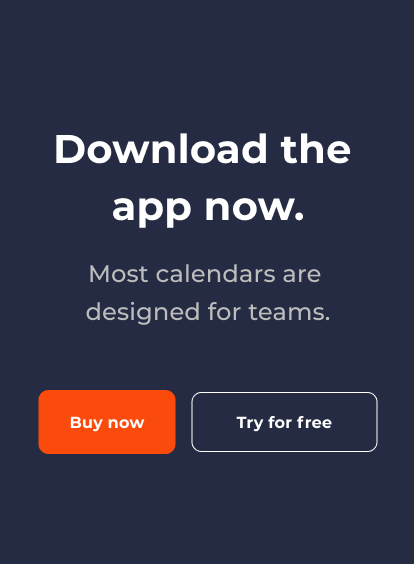 Download the
app now.
Most calendars are
designed for teams.
Buy now
Try for free